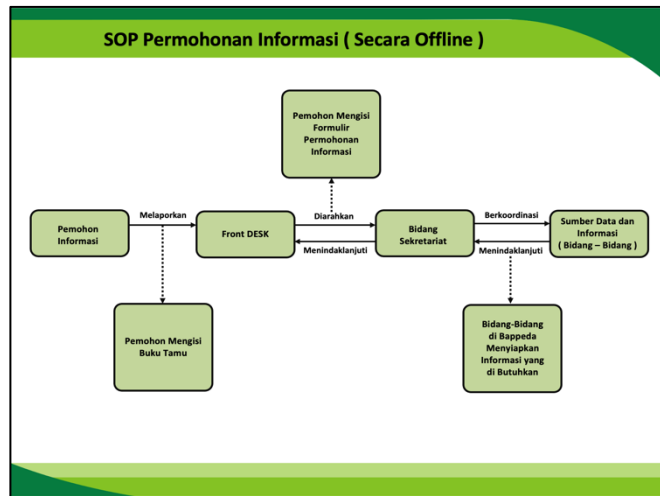 SOP Permohonan Informasi ( Secara Offline )
Pemohon Mengisi
Formulir
Permohonan
Informasi
Melaporkan
Diarahkan
Berkoordinasi
Pemohon
Informasi
Front DESK
Bidang
Sekretariat
Sumber Data dan
Informasi
( Bidang – Bidang )
Menindaklanjuti
Menindaklanjuti
Pemohon Mengisi
Buku Tamu
Bidang-Bidang
di Bappeda
Menyiapkan
Informasi yang
di Butuhkan